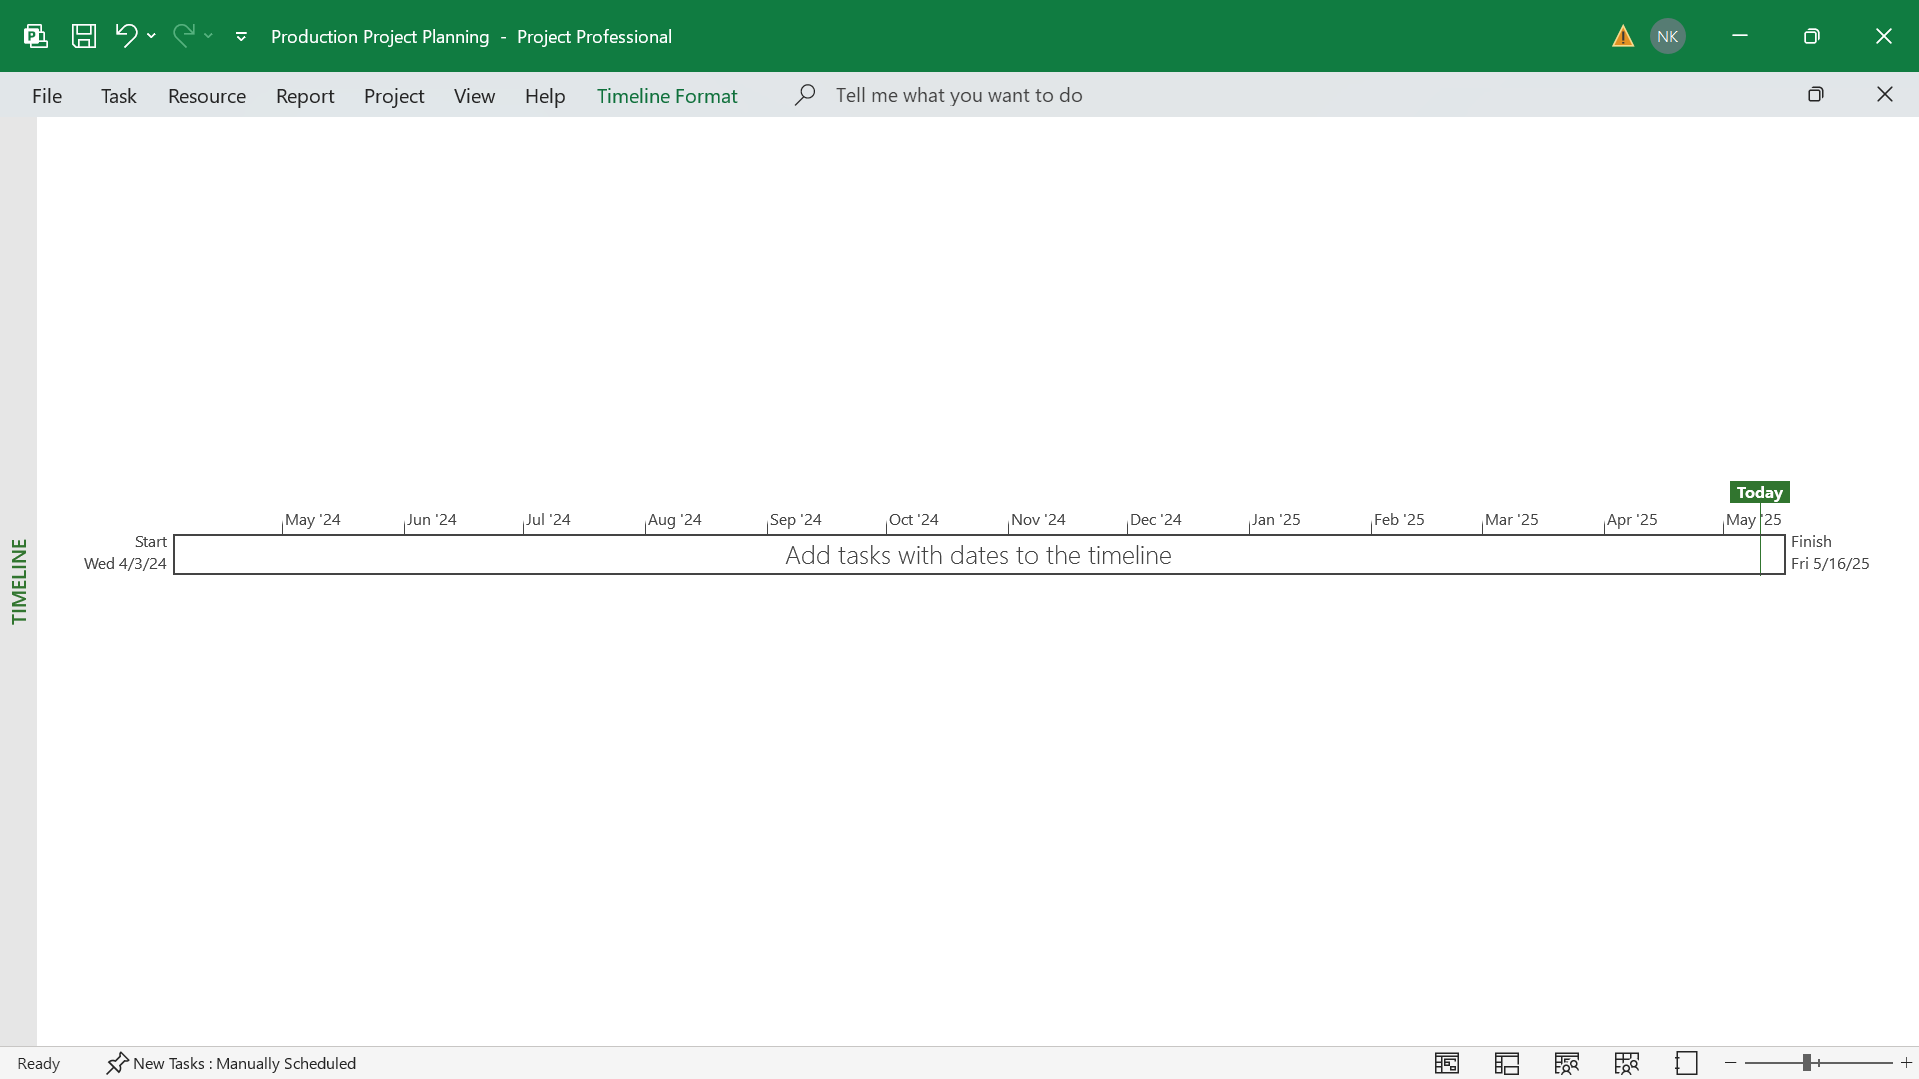 Production Project Planning - Project Professional
NK
File Task Resource Report Project View Help Timeline Format Tell me what you want to do
Today
May '24 Jun '24 Jul '24 Aug '24 Sep '24 Oct '24 Nov '24 Dec '24 Jan '25 Feb '25 Mar '25 Apr '25 May '25
Start
Wed 4/3/24
Add tasks with dates to the timeline
Finish
Fri 5/16/25
TIMELINE
Ready New Tasks : Manually Scheduled